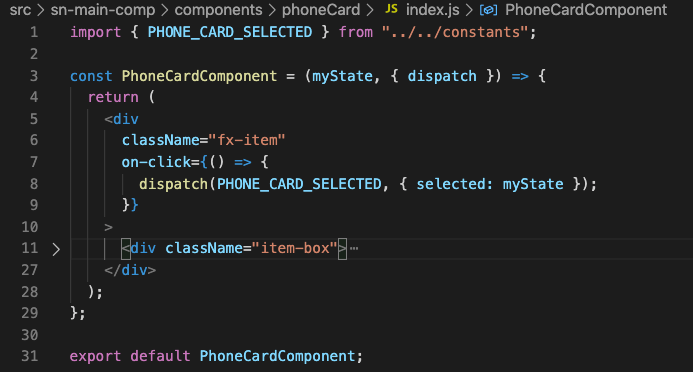 src > sn-main-comp > components > phoneCard > JS index.js > PhoneCardComponent
1 import { PHONE_CARD_SELECTED } from "../../constants";
2
3 const PhoneCardComponent = (myState, { dispatch }) => {
4   return (
5     <div
6       className="fx-item"
7       on-click={() => {
8         dispatch(PHONE_CARD_SELECTED, { selected: myState });
9       }}
10     >
11       <div className="item-box">⋯
27     </div>
28   );
29 };
30
31 export default PhoneCardComponent;